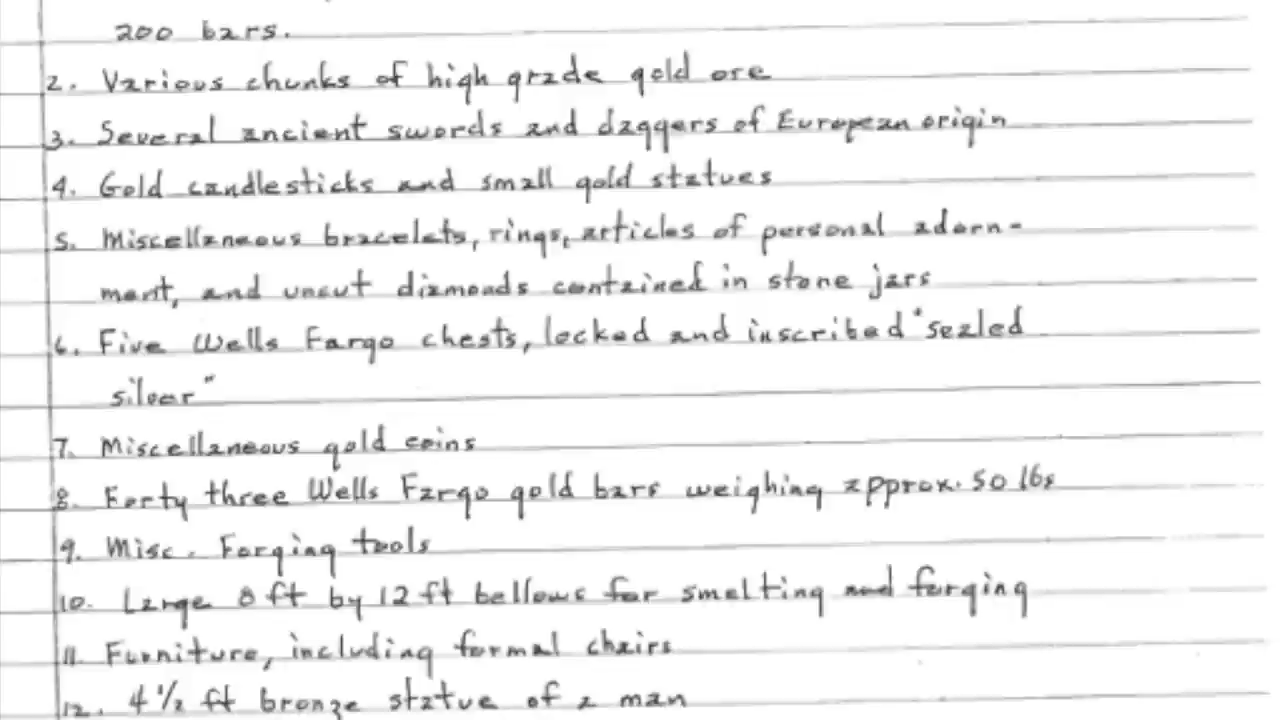 200 bars.
2. Various chunks of high grade gold ore
3. Several ancient swords and daggers of European origin
4. Gold candlesticks and small gold statues
5. Miscellaneous bracelets, rings, articles of personal adorn-
ment, and uncut diamonds contained in stone jars
6. Five Wells Fargo chests, locked and inscribed "sealed
silver"
7. Miscellaneous gold coins
8. Forty three Wells Fargo gold bars weighing approx. 50 lbs
9. Misc. Forging tools
10. Large 8 ft by 12 ft bellows for smelting and forging
11. Furniture, including formal chairs
12. 4 1/2 ft bronze statue of a man